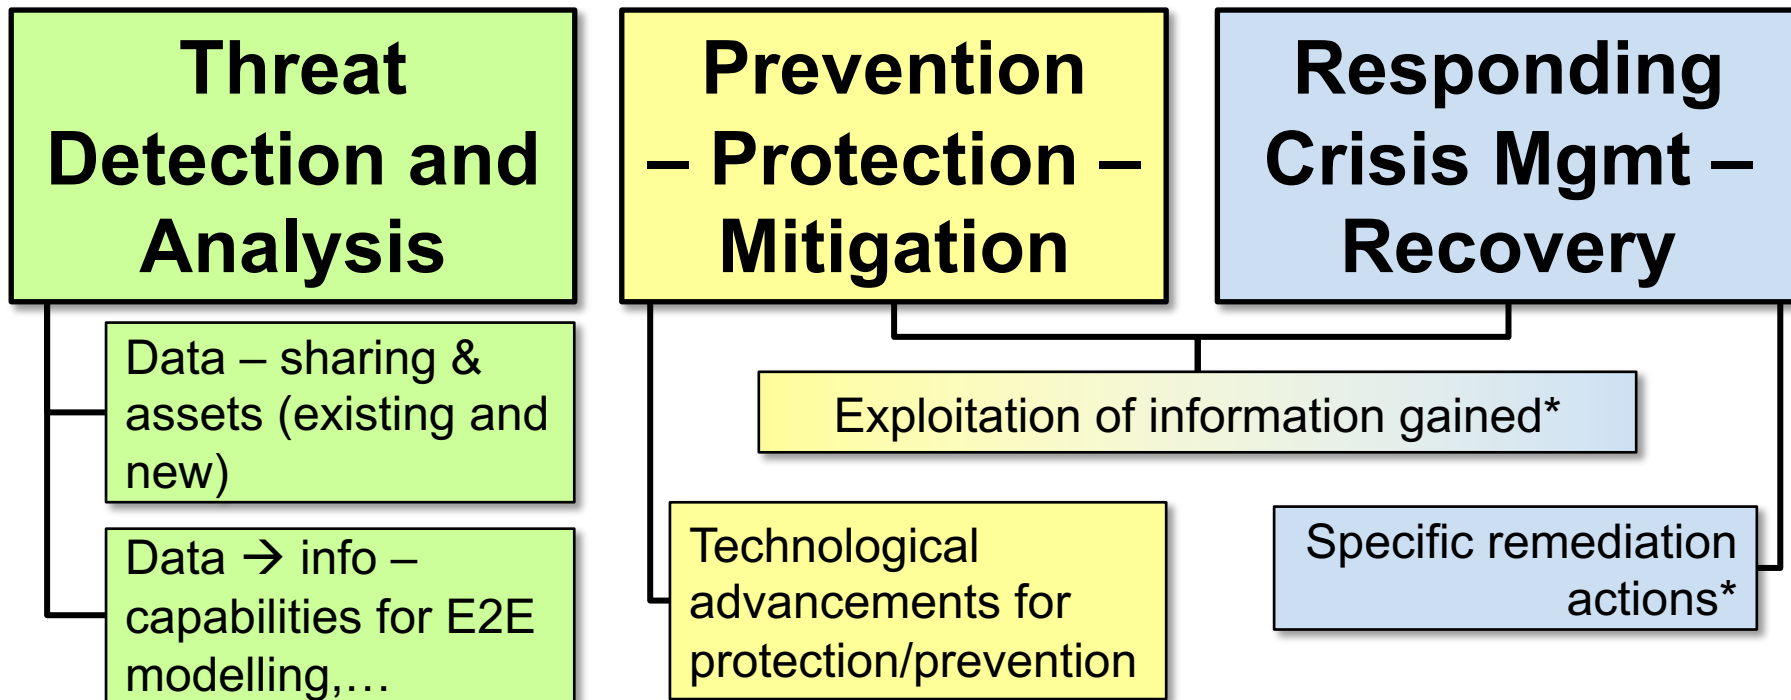 Threat
Detection and
Analysis
Prevention
– Protection –
Mitigation
Responding
Crisis Mgmt –
Recovery
Data – sharing &
assets (existing and
new)
Data → info –
capabilities for E2E
modelling,…
Exploitation of information gained*
Technological
advancements for
protection/prevention
Specific remediation
actions*